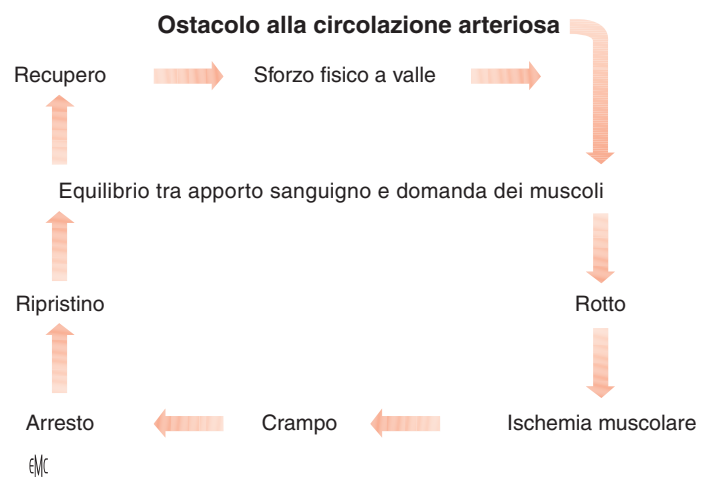 Ostacolo alla circolazione arteriosa
Recupero
Sforzo fisico a valle
Equilibrio tra apporto sanguigno e domanda dei muscoli
Ripristino
Rotto
Arresto
Crampo
Ischemia muscolare
EMC